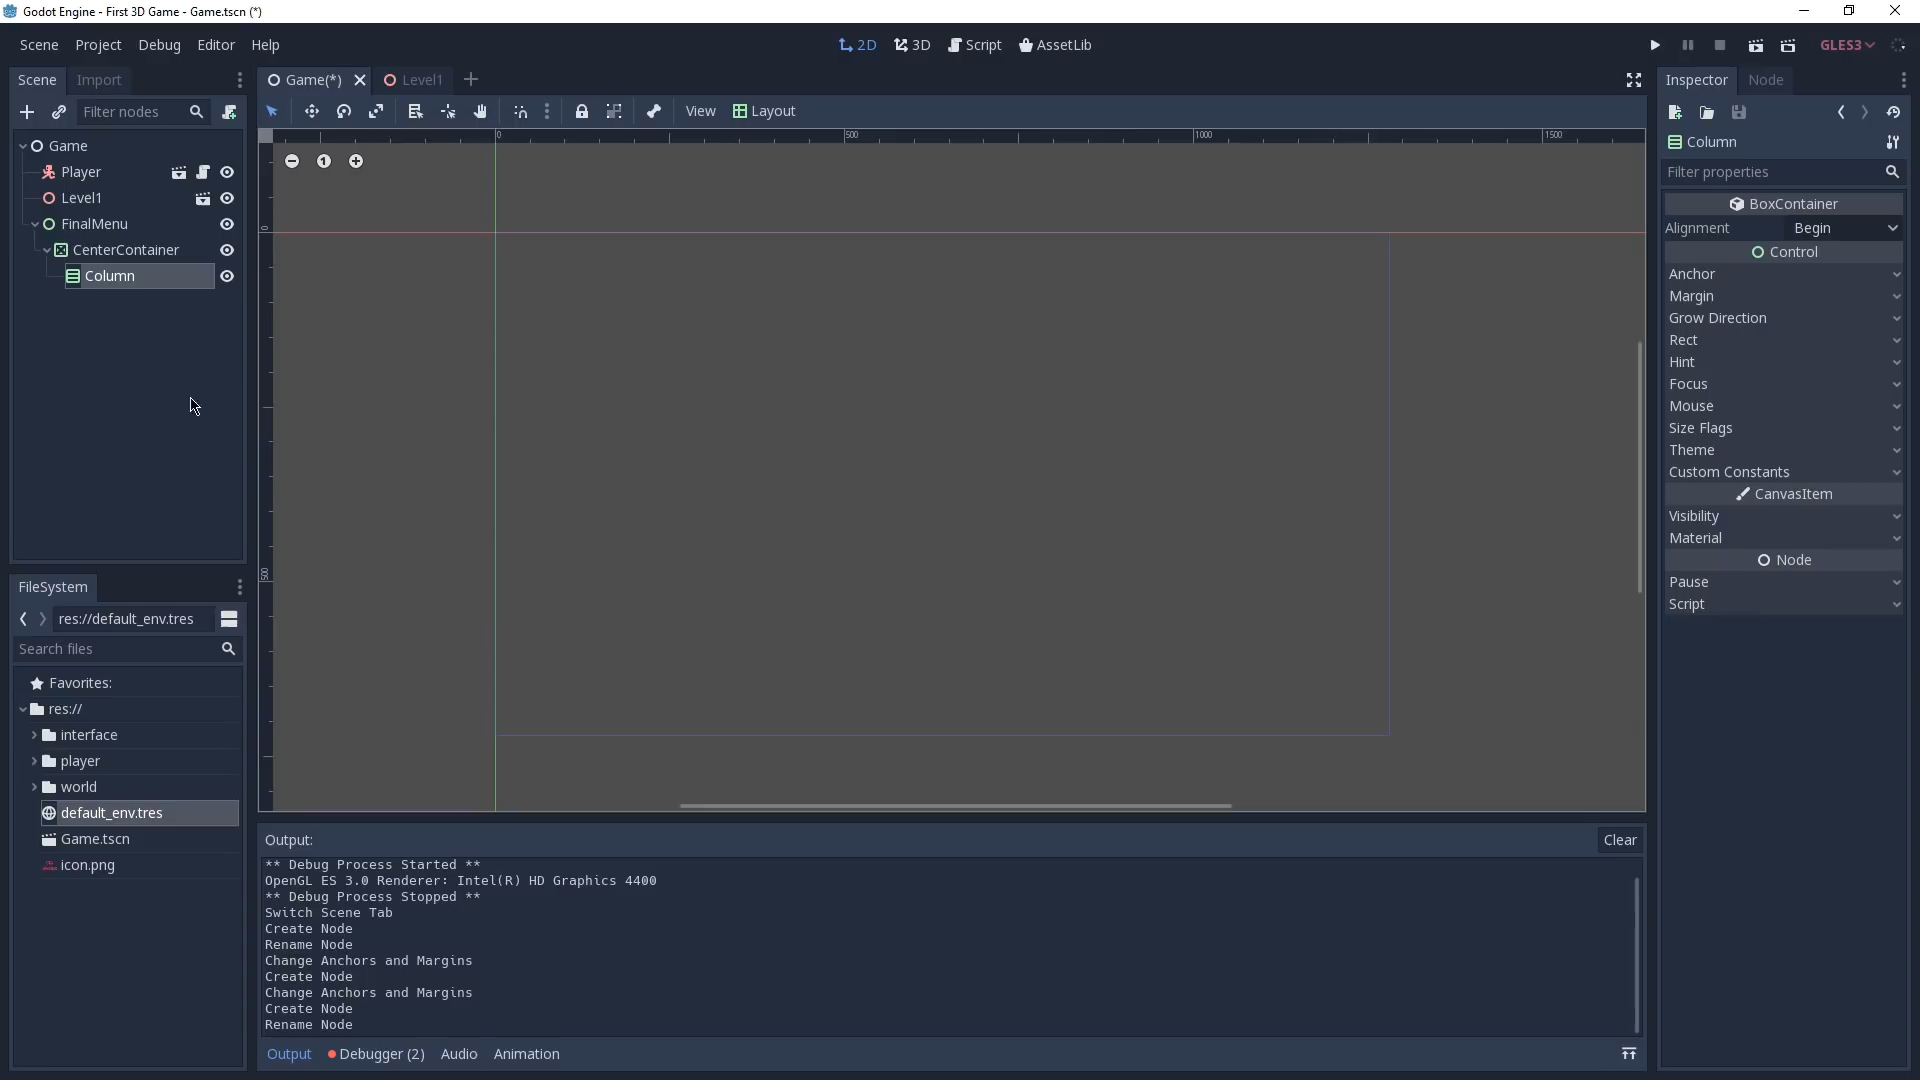 Godot Engine - First 3D Game - Game.tscn (*)
Scene Project Debug Editor Help
2D 3D Script AssetLib
GLES3
Scene Import
Filter nodes
Game
Player
Level1
FinalMenu
CenterContainer
Column
FileSystem
res://default_env.tres
Search files
Favorites:
res://
interface
player
world
default_env.tres
Game.tscn
icon.png
Game(*) Level1
View Layout
0 500 1000 1500
0
500
1
Output: Clear
** Debug Process Started **
OpenGL ES 3.0 Renderer: Intel(R) HD Graphics 4400
** Debug Process Stopped **
Switch Scene Tab
Create Node
Rename Node
Change Anchors and Margins
Create Node
Change Anchors and Margins
Create Node
Rename Node
Output Debugger (2) Audio Animation
Inspector Node
Column
Filter properties
BoxContainer
Alignment Begin
Control
Anchor
Margin
Grow Direction
Rect
Hint
Focus
Mouse
Size Flags
Theme
Custom Constants
CanvasItem
Visibility
Material
Node
Pause
Script